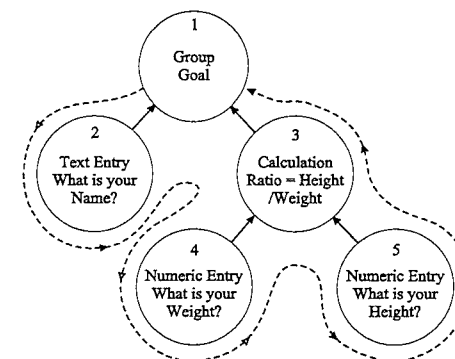 1
Group
Goal
2
Text Entry
What is your
Name?
3
Calculation
Ratio = Height
/Weight
4
Numeric Entry
What is your
Weight?
5
Numeric Entry
What is your
Height?